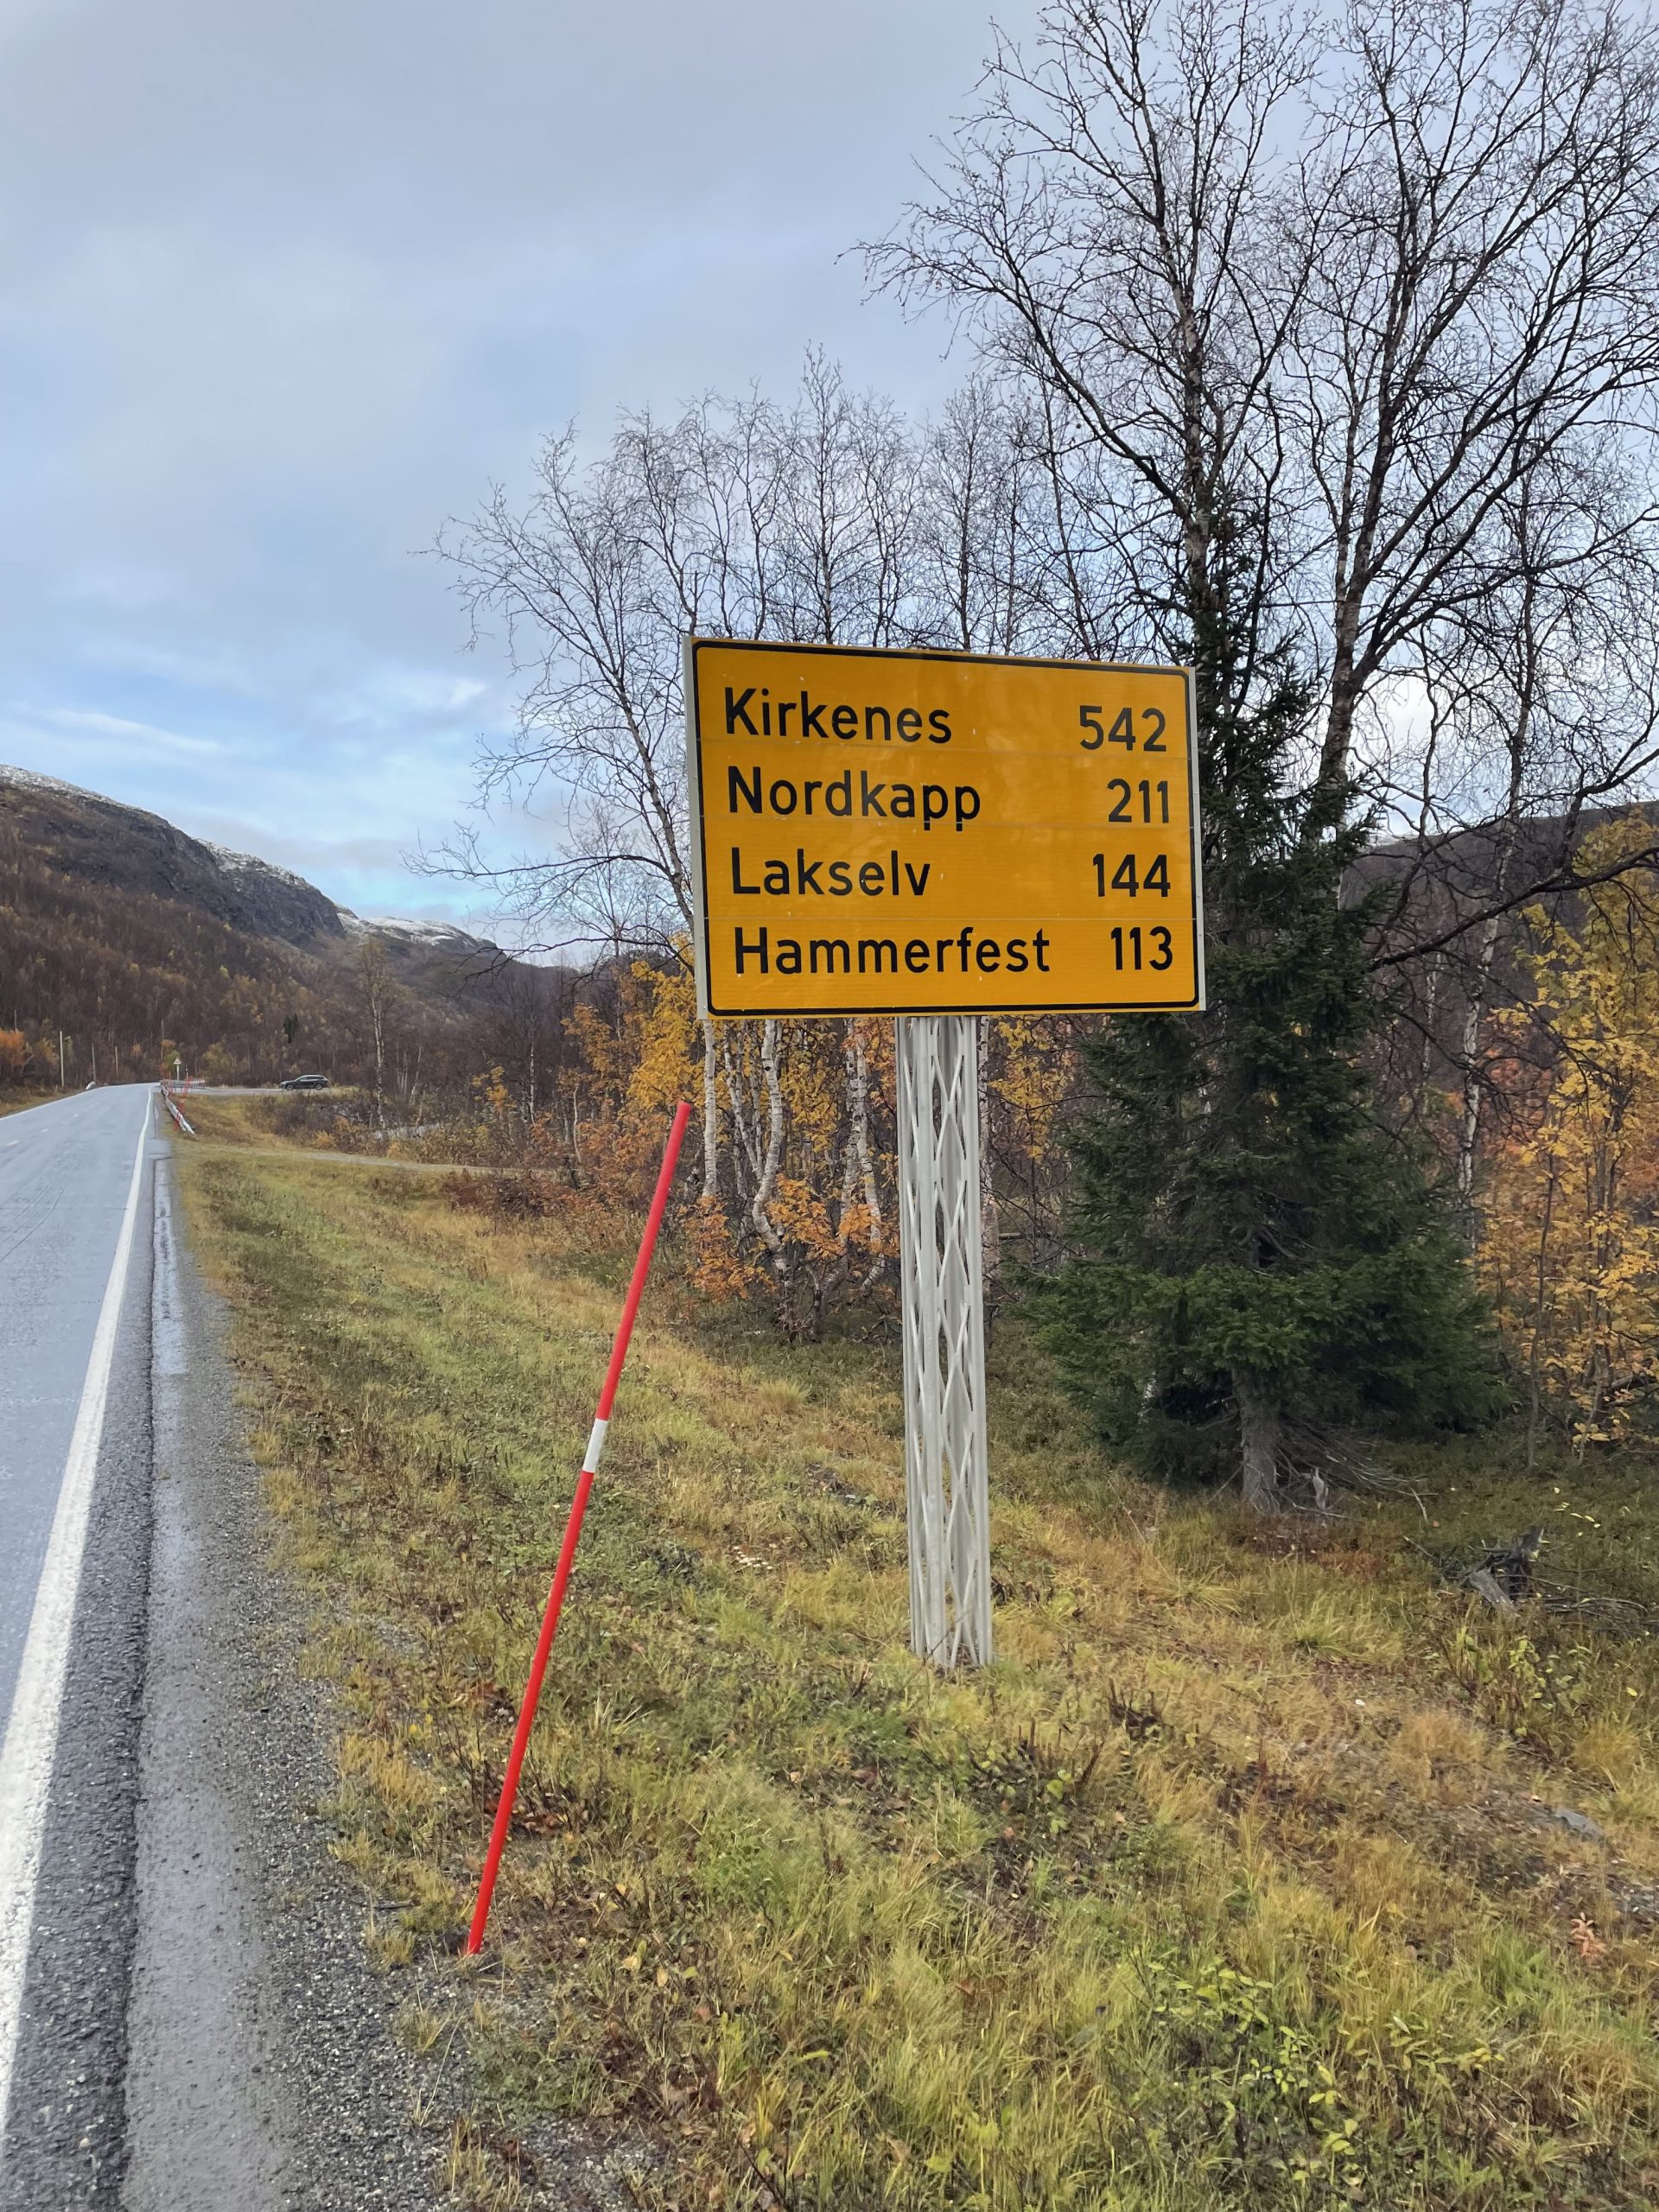 Kirkenes 542
Nordkapp 211
Lakselv 144
Hammerfest 113